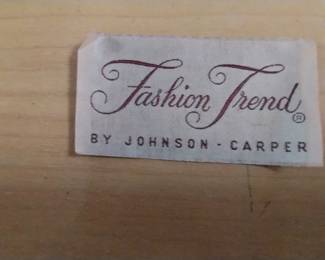 Fashion Trend®
BY JOHNSON - CARPER